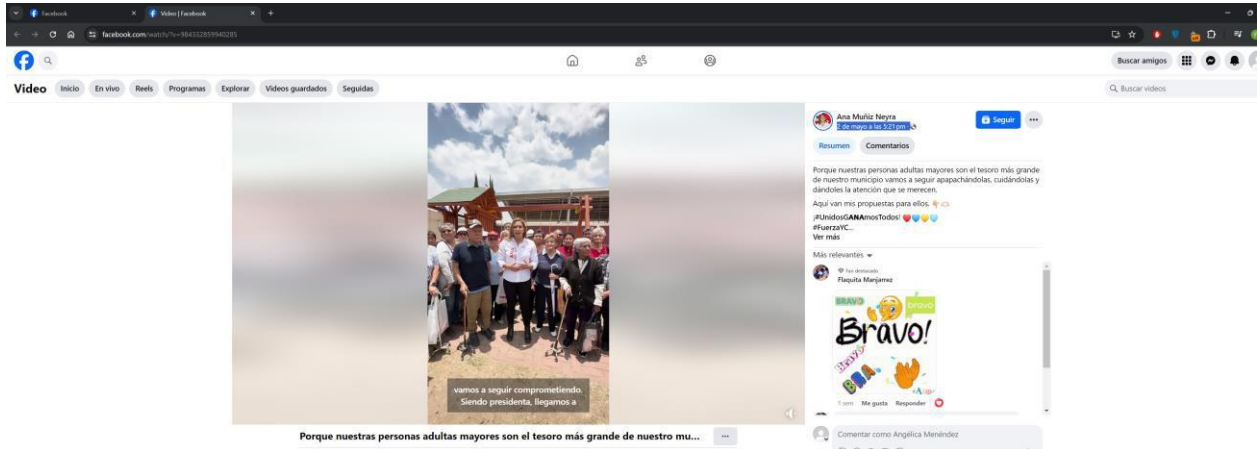 Facebook
Video | Facebook
facebook.com/watch/?v=984332859940285
Buscar amigos
Video
Inicio
En vivo
Reels
Programas
Explorar
Videos guardados
Seguidas
Buscar videos
Ana Muñiz Neyra
2 de mayo a las 5:21 pm
Seguir
Resumen
Comentarios
Porque nuestras personas adultas mayores son el tesoro más grande
de nuestro municipio vamos a seguir apapachándolas, cuidándolas y
dándoles la atención que se merecen.
Aquí van mis propuestas para ellos.
¡#UnidosGANAmosTodos!
#FuerzaYC...
Ver más
Más relevantes
Fan destacado
Flaquita Manjarrez
BRAVO
bravo
Bravo!
Bravo
BRA
1 sem Me gusta Responder
vamos a seguir comprometiendo.
Siendo presidenta, llegamos a
Porque nuestras personas adultas mayores son el tesoro más grande de nuestro mu...
Comentar como Angélica Menéndez